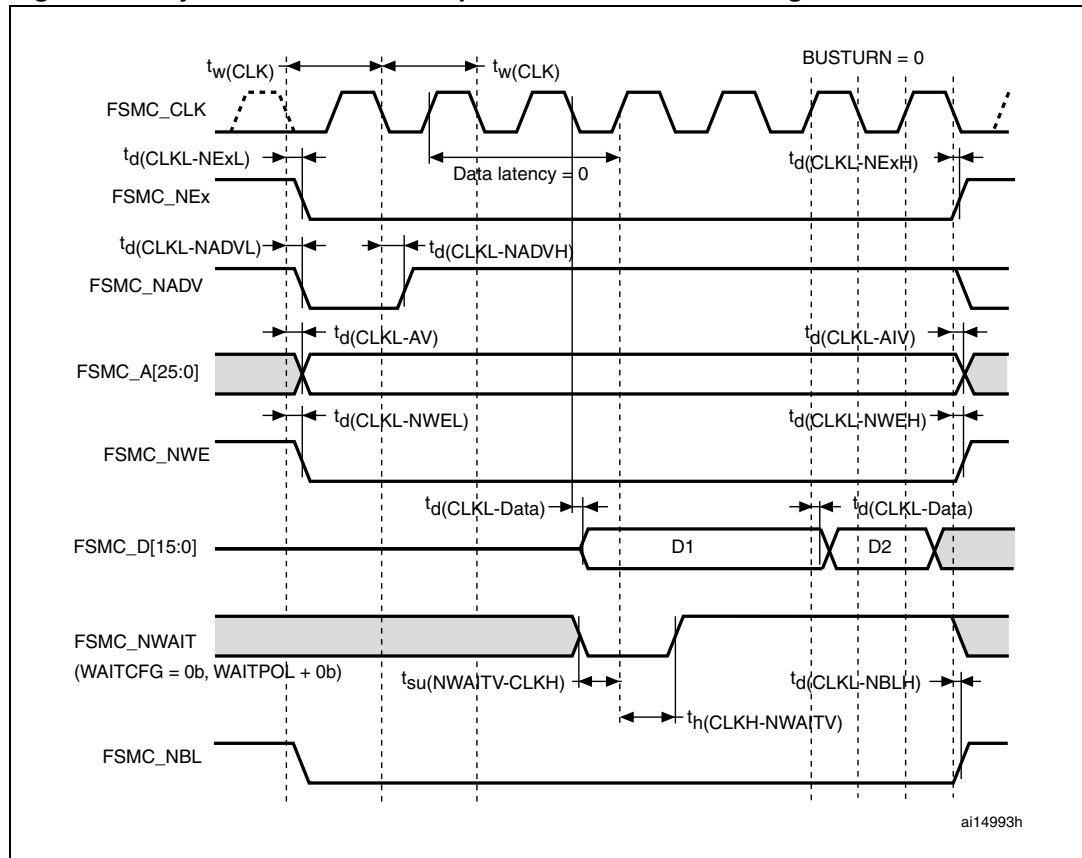 BUSTURN = 0
tw(CLK)
tw(CLK)
FSMC_CLK
td(CLKL-NExL)
Data latency = 0
td(CLKL-NExH)
FSMC_NEx
td(CLKL-NADVL)
td(CLKL-NADVH)
FSMC_NADV
td(CLKL-AV)
td(CLKL-AIV)
FSMC_A[25:0]
td(CLKL-NWEL)
td(CLKL-NWEH)
FSMC_NWE
td(CLKL-Data)
td(CLKL-Data)
FSMC_D[15:0]
D1
D2
FSMC_NWAIT
(WAITCFG = 0b, WAITPOL + 0b)
tsu(NWAITV-CLKH)
td(CLKL-NBLH)
th(CLKH-NWAITV)
FSMC_NBL
ai14993h